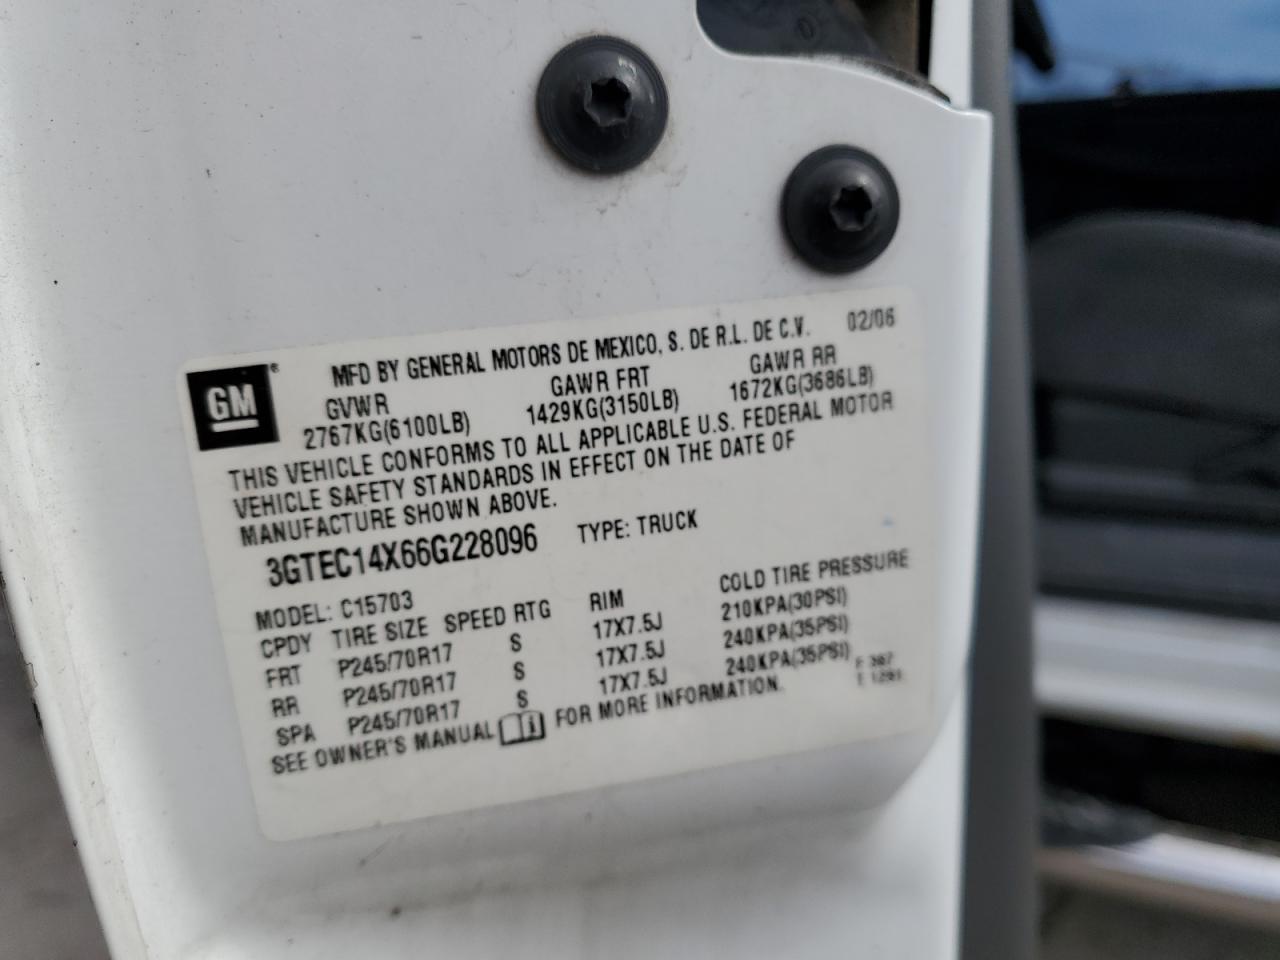 GM®
MFD BY GENERAL MOTORS DE MEXICO, S. DE R.L. DE C.V. 02/06
GVWR GAWR FRT GAWR RR
2767KG(6100LB) 1429KG(3150LB) 1672KG(3686LB)
THIS VEHICLE CONFORMS TO ALL APPLICABLE U.S. FEDERAL MOTOR
VEHICLE SAFETY STANDARDS IN EFFECT ON THE DATE OF
MANUFACTURE SHOWN ABOVE.
3GTEC14X66G228096 TYPE: TRUCK
MODEL: C15703
CPDY TIRE SIZE SPEED RTG RIM COLD TIRE PRESSURE
FRT P245/70R17 S 17X7.5J 210KPA(30PSI)
RR P245/70R17 S 17X7.5J 240KPA(35PSI)
SPA P245/70R17 S 17X7.5J 240KPA(35PSI)
SEE OWNER'S MANUAL FOR MORE INFORMATION.